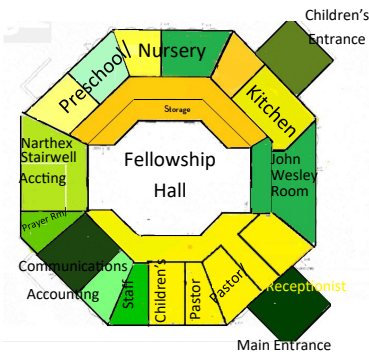 Children's
Entrance
Nursery
Preschool/
Kitchen
Storage
Narthex
Stairwell
Accting
Fellowship
Hall
John
Wesley
Room
Prayer Rm/
Communications
Accounting
Staff
Children's
Pastor
Pastor/
Receptionist
Main Entrance